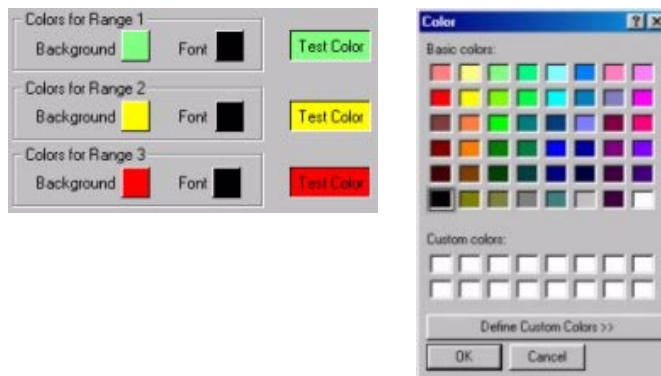 Colors for Range 1
Background Font Test Color
Colors for Range 2
Background Font Test Color
Colors for Range 3
Background Font Test Color
Color
Basic colors:
Custom colors:
Define Custom Colors >>
OK Cancel